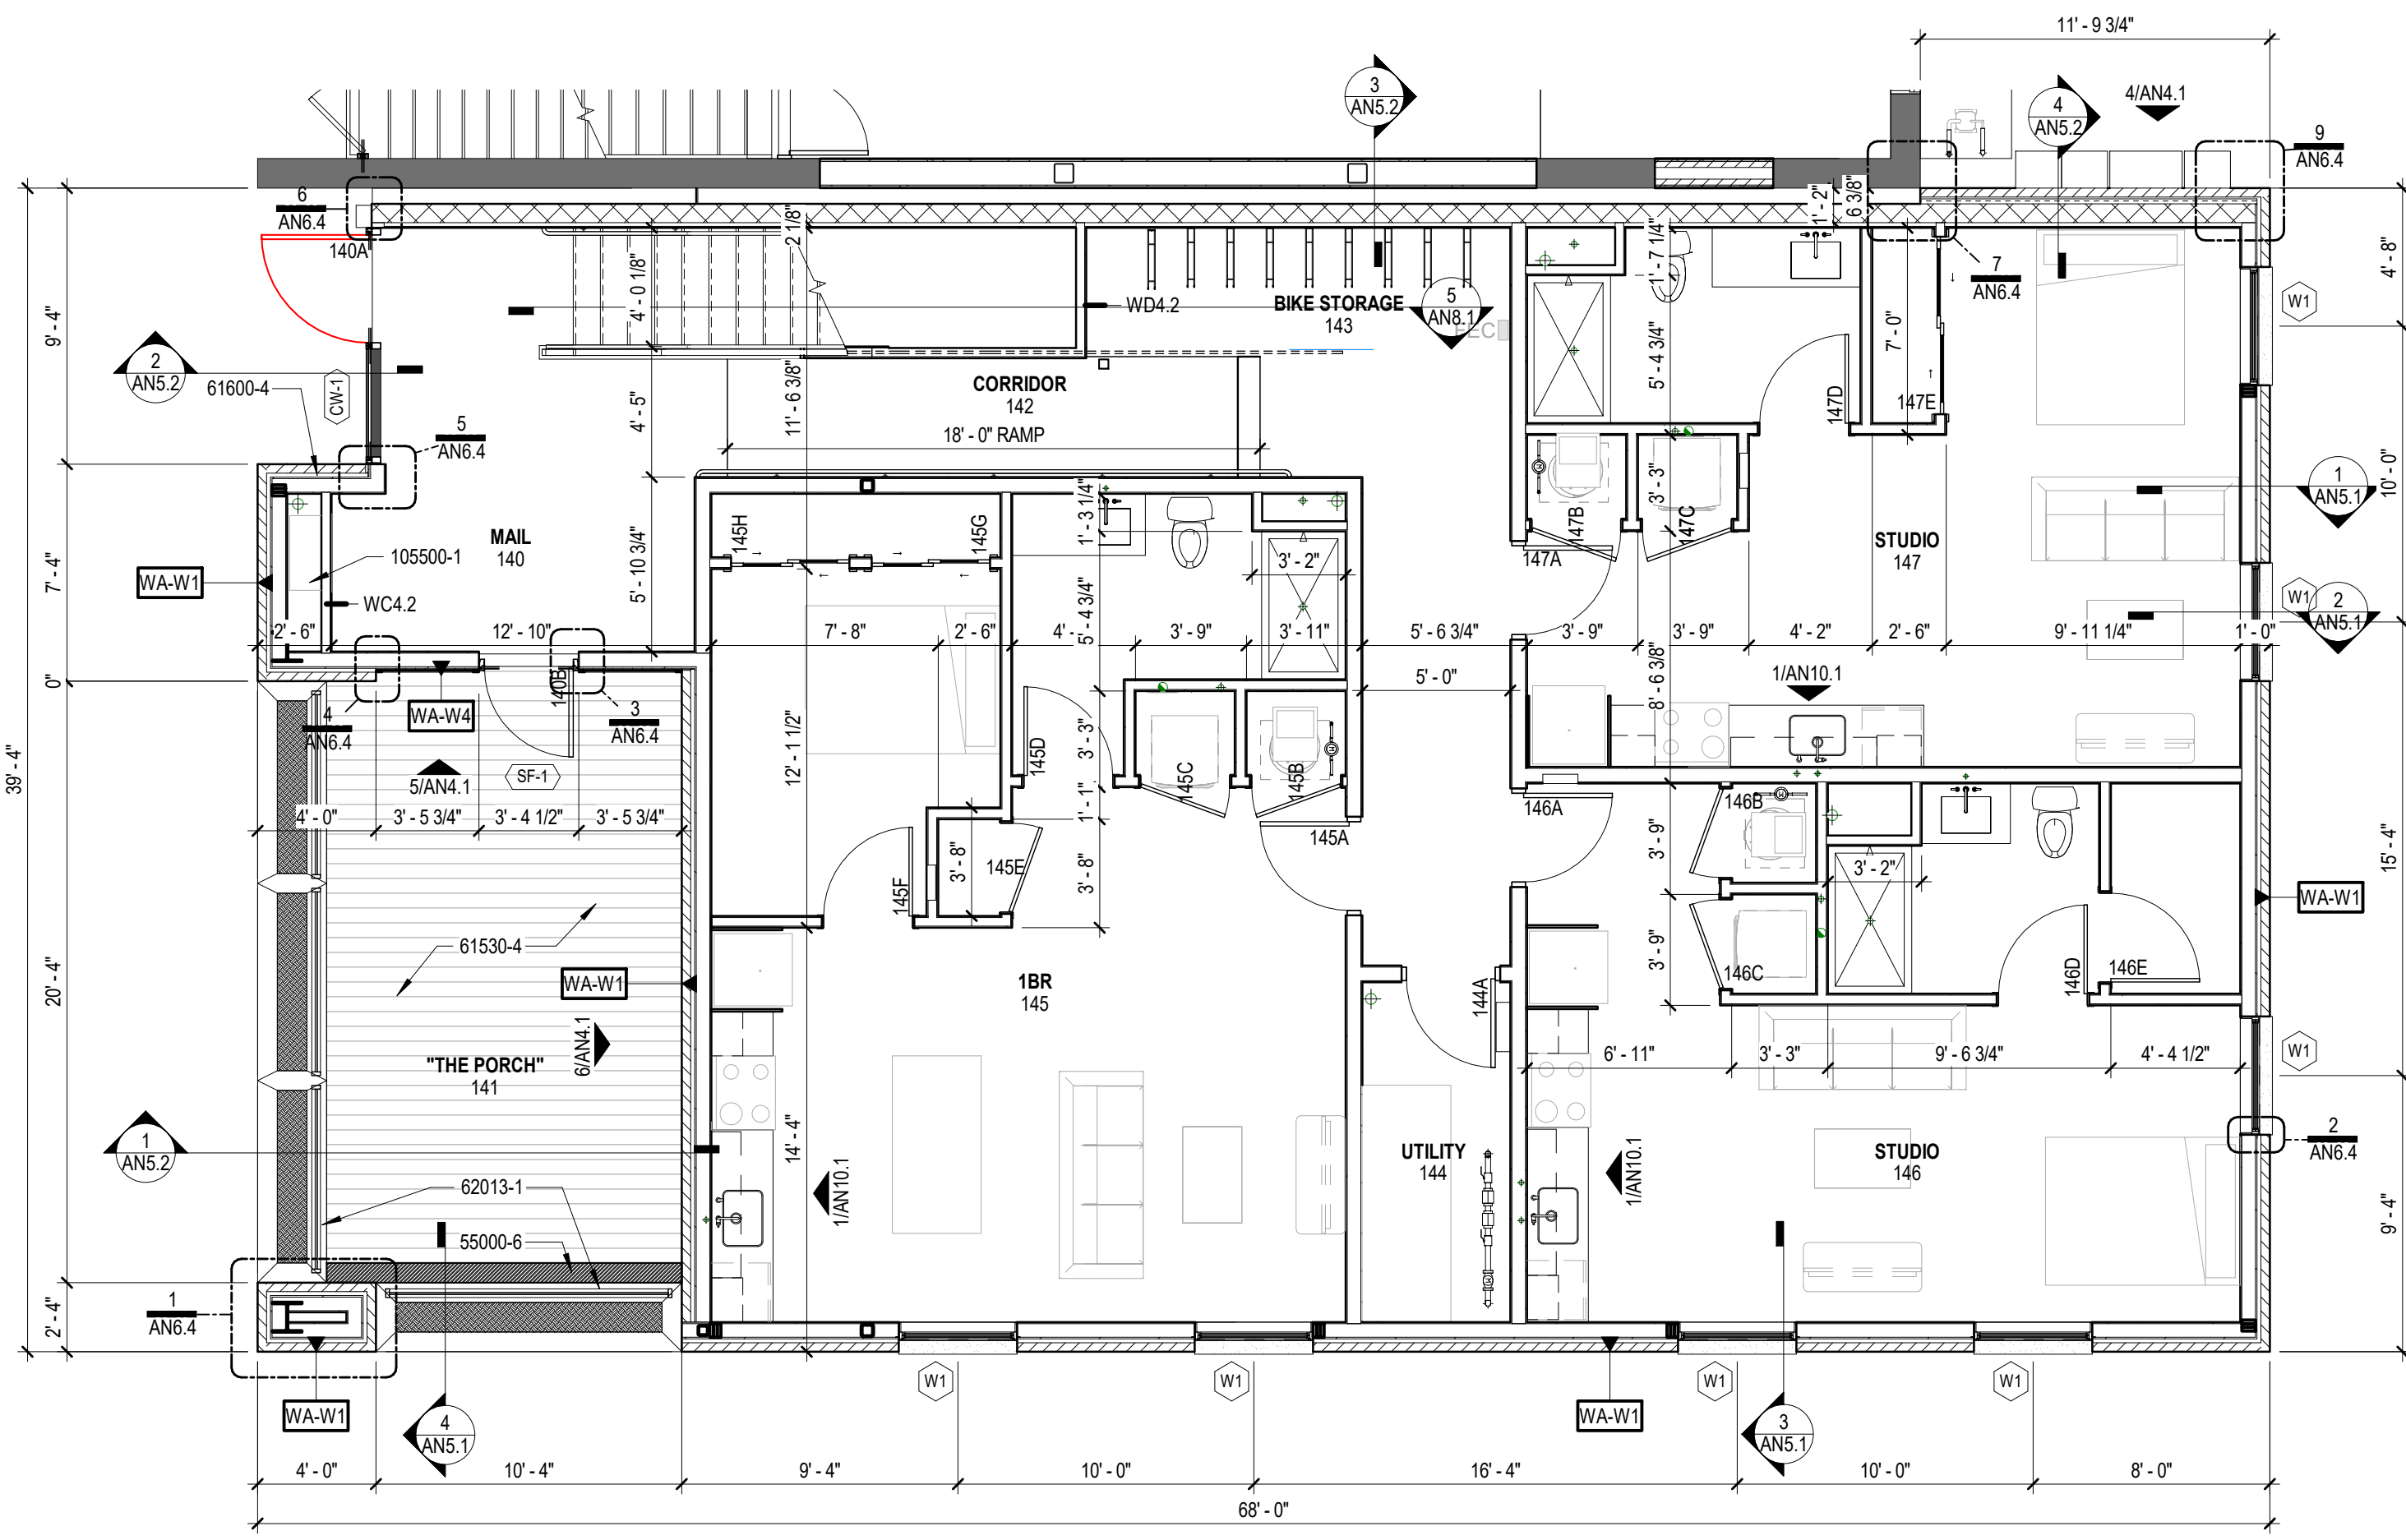 11' - 9 3/4"
3
AN5.2
4
AN5.2
4/AN4.1
9
AN6.4
6
AN6.4
140A
2 1/8"
1' - 2"
6 3/8"
1' - 7 1/4"
7
AN6.4
4' - 8"
W1
9' - 4"
2
AN5.2
61600-4
CW-1
4' - 0 1/8"
WD4.2
BIKE STORAGE
143
5
AN8.1
5' - 4 3/4"
7' - 0"
147D
147E
5
AN6.4
4' - 5"
11' - 6 3/8"
CORRIDOR
142
18' - 0" RAMP
10' - 0"
1
AN5.1
3' - 3"
147B
147C
147A
STUDIO
147
MAIL
140
105500-1
WA-W1
WC4.2
7' - 4"
5' - 10 3/4"
145H
145G
1' - 3 1/4"
3' - 2"
5' - 4 3/4"
W1
2
AN5.1
2' - 6"
12' - 10"
7' - 8"
2' - 6"
3' - 9"
3' - 11"
5' - 6 3/4"
3' - 9"
3' - 9"
4' - 2"
2' - 6"
9' - 11 1/4"
1' - 0"
0"
5' - 0"
8' - 6 3/8"
1/AN10.1
140B
4
AN6.4
WA-W4
3
AN6.4
5/AN4.1
SF-1
12' - 1 1/2"
145D
3' - 3"
145C
145B
1' - 1"
39' - 4"
4' - 0"
3' - 5 3/4"
3' - 4 1/2"
3' - 5 3/4"
3' - 8"
145E
145F
3' - 8"
145A
146A
146B
3' - 9"
3' - 2"
15' - 4"
WA-W1
61530-4
WA-W1
20' - 4"
1BR
145
144A
3' - 9"
146C
146D
146E
"THE PORCH"
141
6/AN4.1
6' - 11"
3' - 3"
9' - 6 3/4"
4' - 4 1/2"
W1
1
AN5.2
14' - 4"
1/AN10.1
UTILITY
144
1/AN10.1
STUDIO
146
2
AN6.4
62013-1
55000-6
9' - 4"
1
AN6.4
2' - 4"
WA-W1
4
AN5.1
W1
W1
WA-W1
W1
3
AN5.1
W1
4' - 0"
10' - 4"
9' - 4"
10' - 0"
16' - 4"
10' - 0"
8' - 0"
68' - 0"